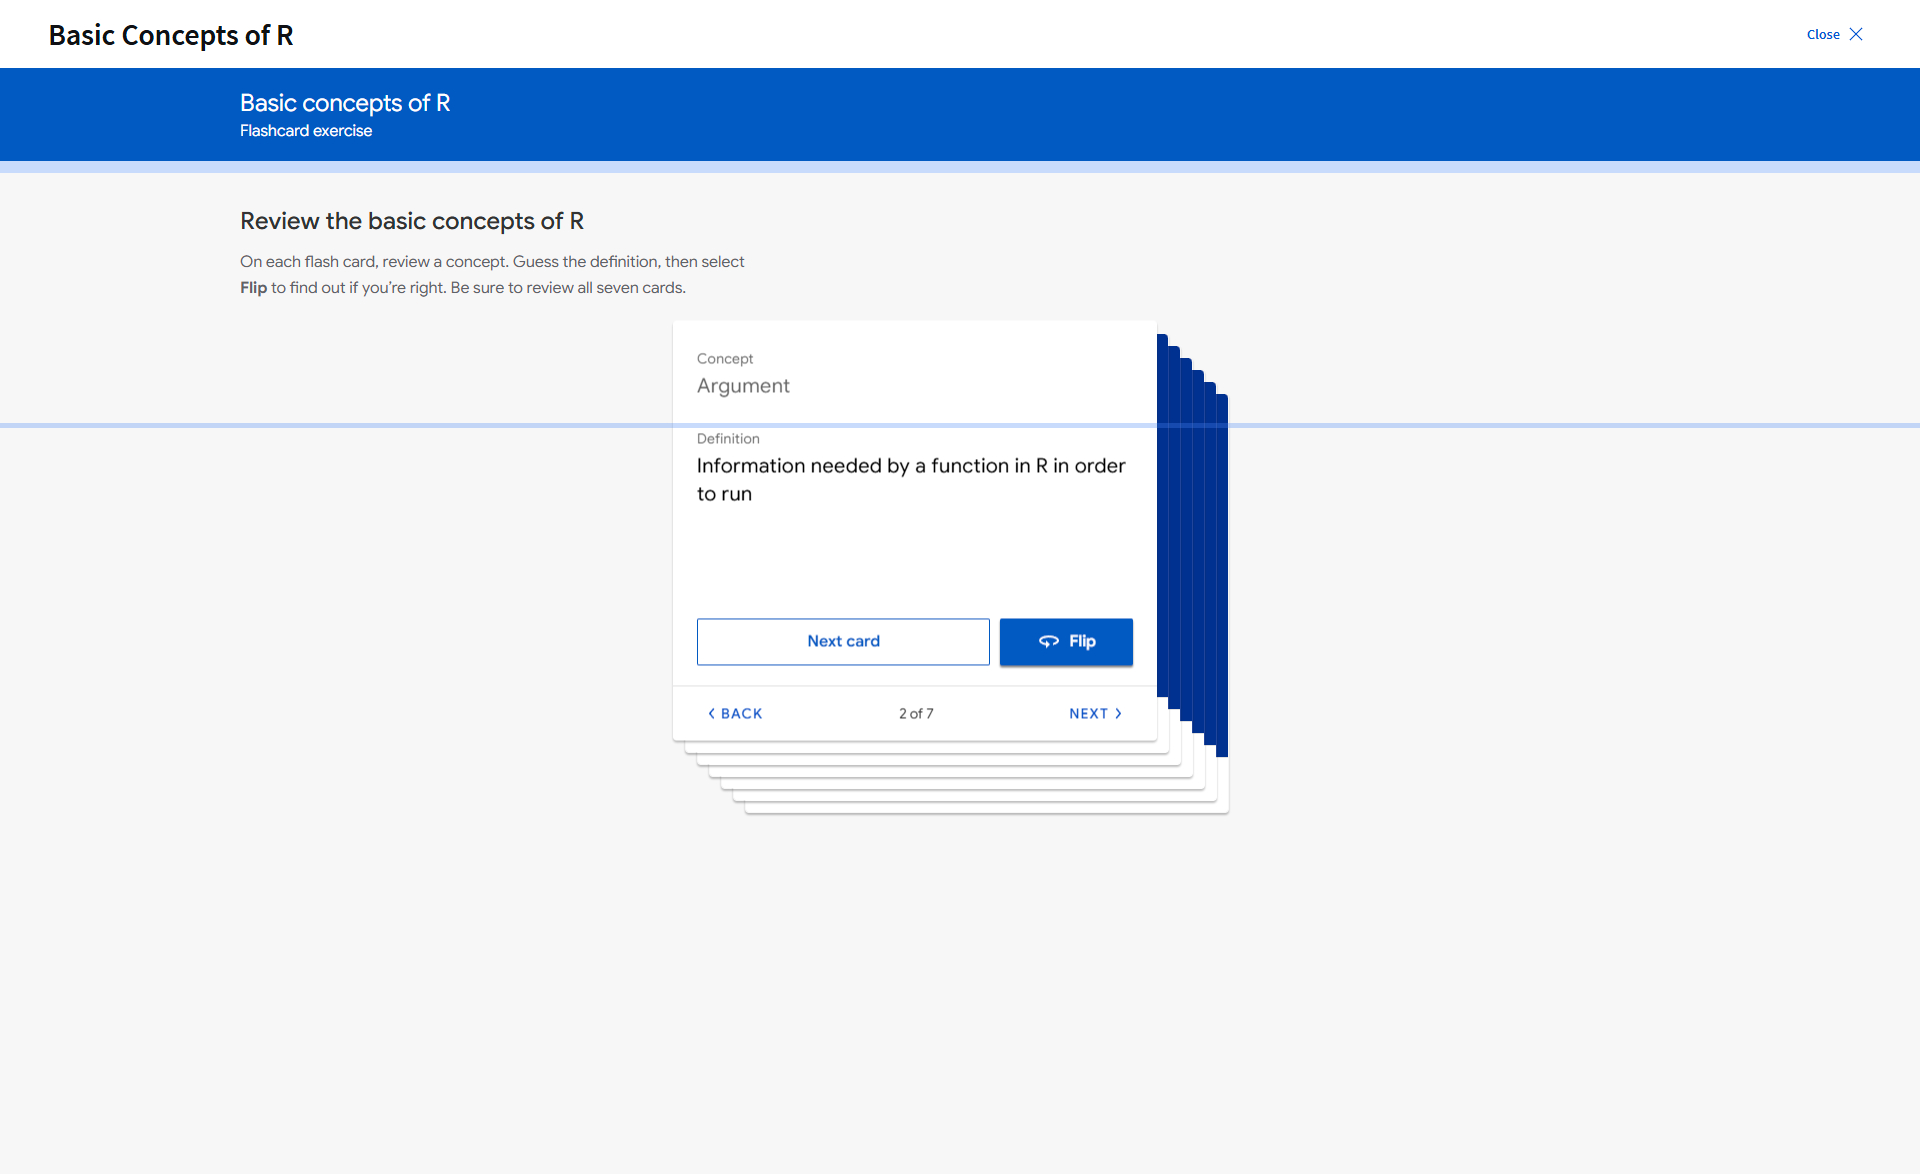 Basic Concepts of R
Close
Basic concepts of R
Flashcard exercise
Review the basic concepts of R
On each flash card, review a concept. Guess the definition, then select
Flip to find out if you’re right. Be sure to review all seven cards.
Concept
Argument
Definition
Information needed by a function in R in order
to run
Next card
Flip
BACK
2 of 7
NEXT